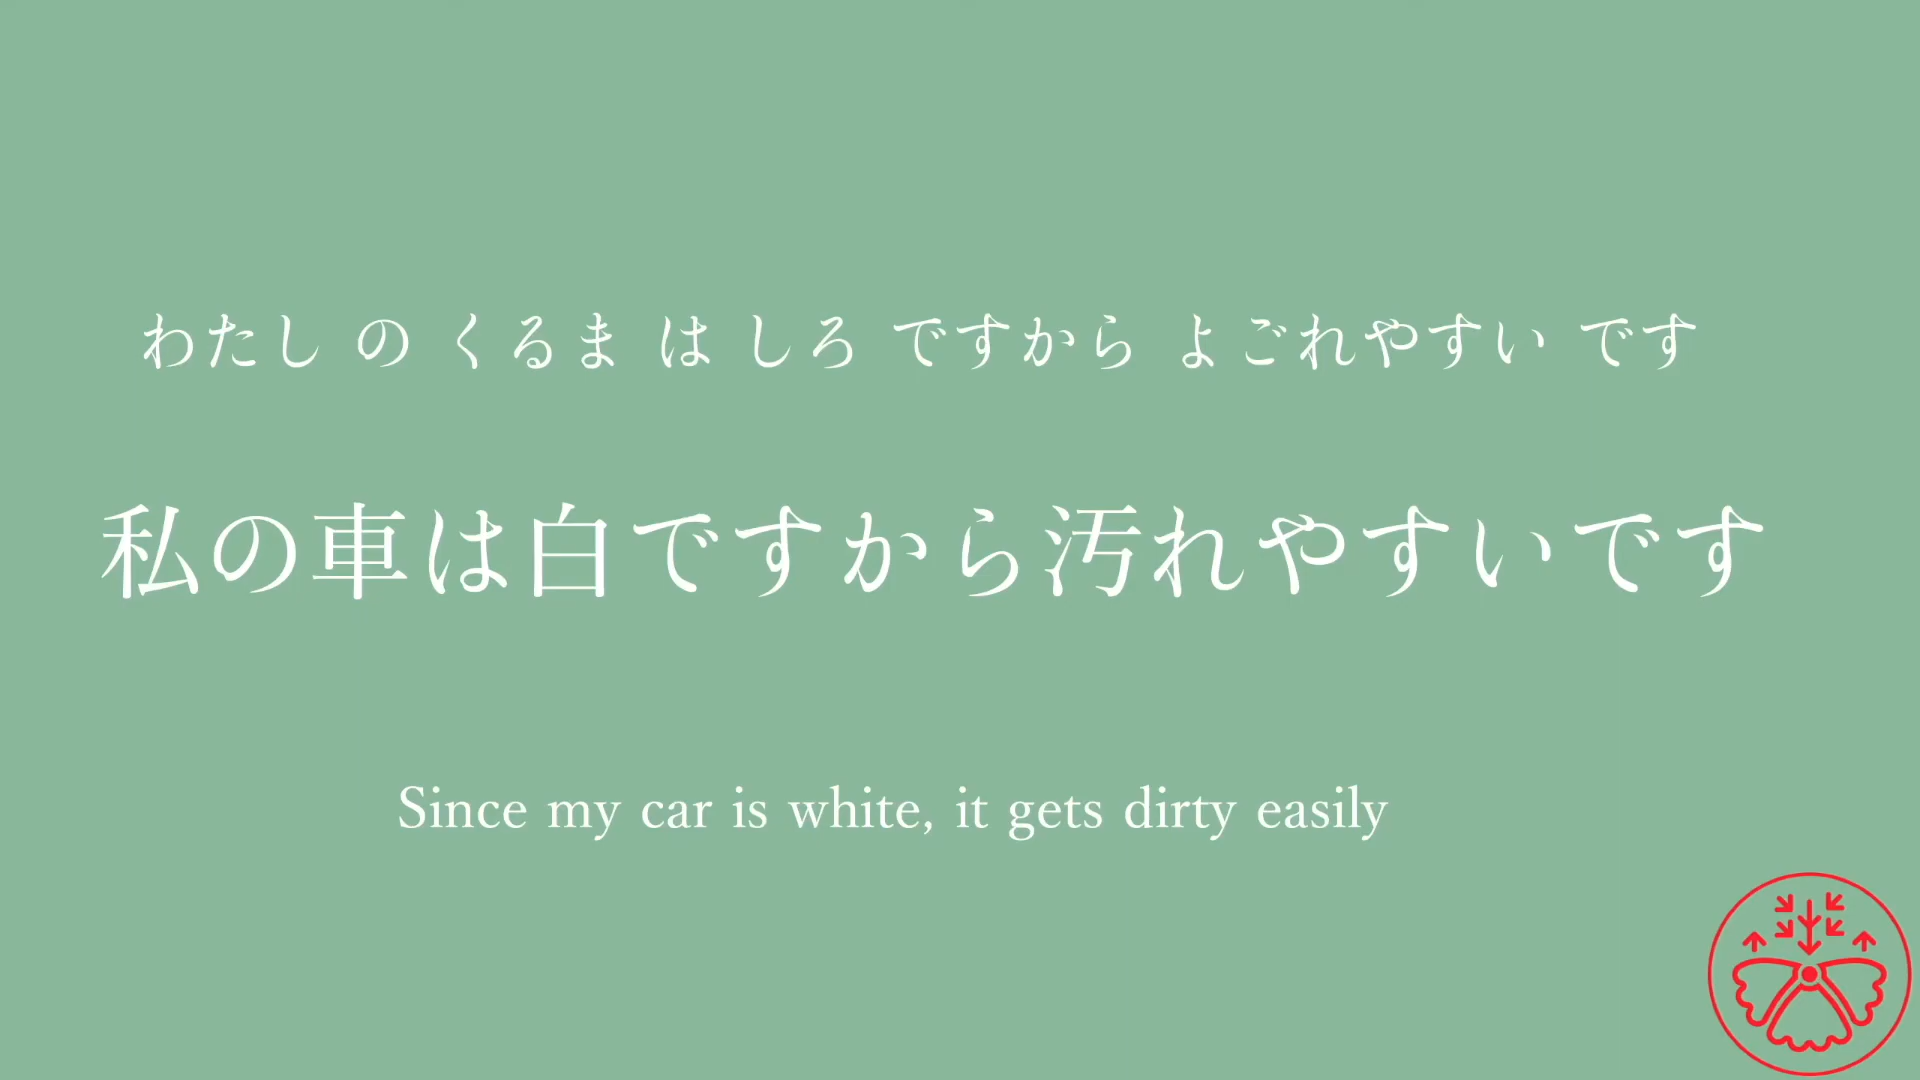 わたし の くるま は しろ ですから よごれやすい です
私の車は白ですから汚れやすいです
Since my car is white, it gets dirty easily